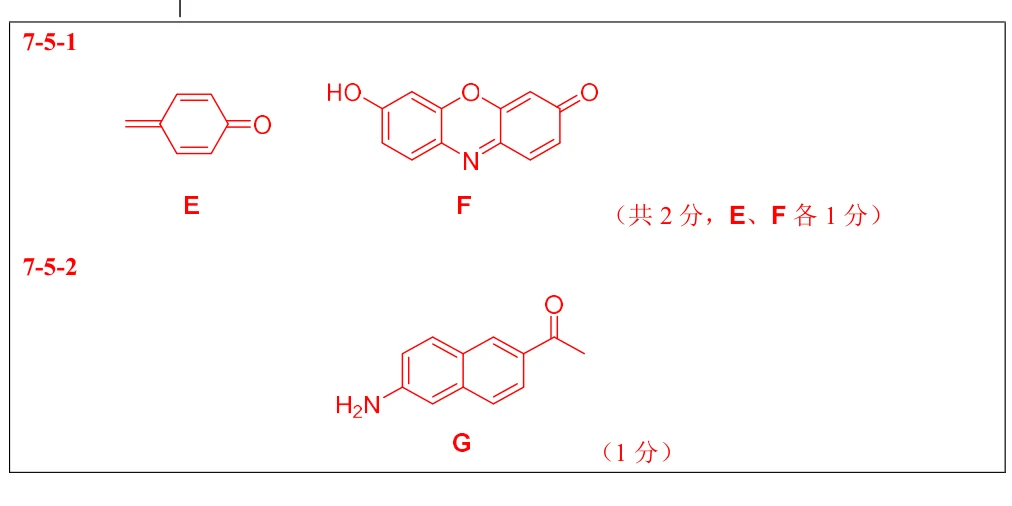 7-5-1
HO O O
O
N
E F
（共 2 分，E、F 各 1 分）
7-5-2
O
H₂N
G
（1 分）